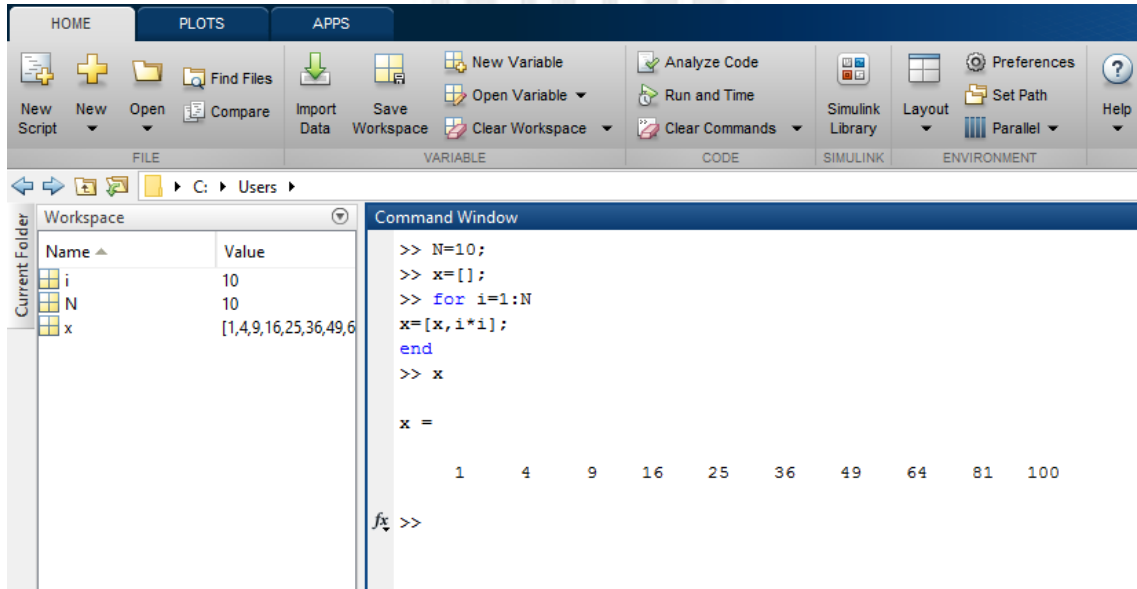 HOME PLOTS APPS
New Script
New
Open
Find Files
Compare
Import Data
Save Workspace
New Variable
Open Variable
Clear Workspace
Analyze Code
Run and Time
Clear Commands
Simulink Library
Layout
Preferences
Set Path
Parallel
Help
FILE VARIABLE CODE SIMULINK ENVIRONMENT
C: Users
Current Folder
Workspace
Name Value
i 10
N 10
x [1,4,9,16,25,36,49,6
Command Window
>> N=10;
>> x=[];
>> for i=1:N
x=[x,i*i];
end
>> x
x =
1 4 9 16 25 36 49 64 81 100
fx >>